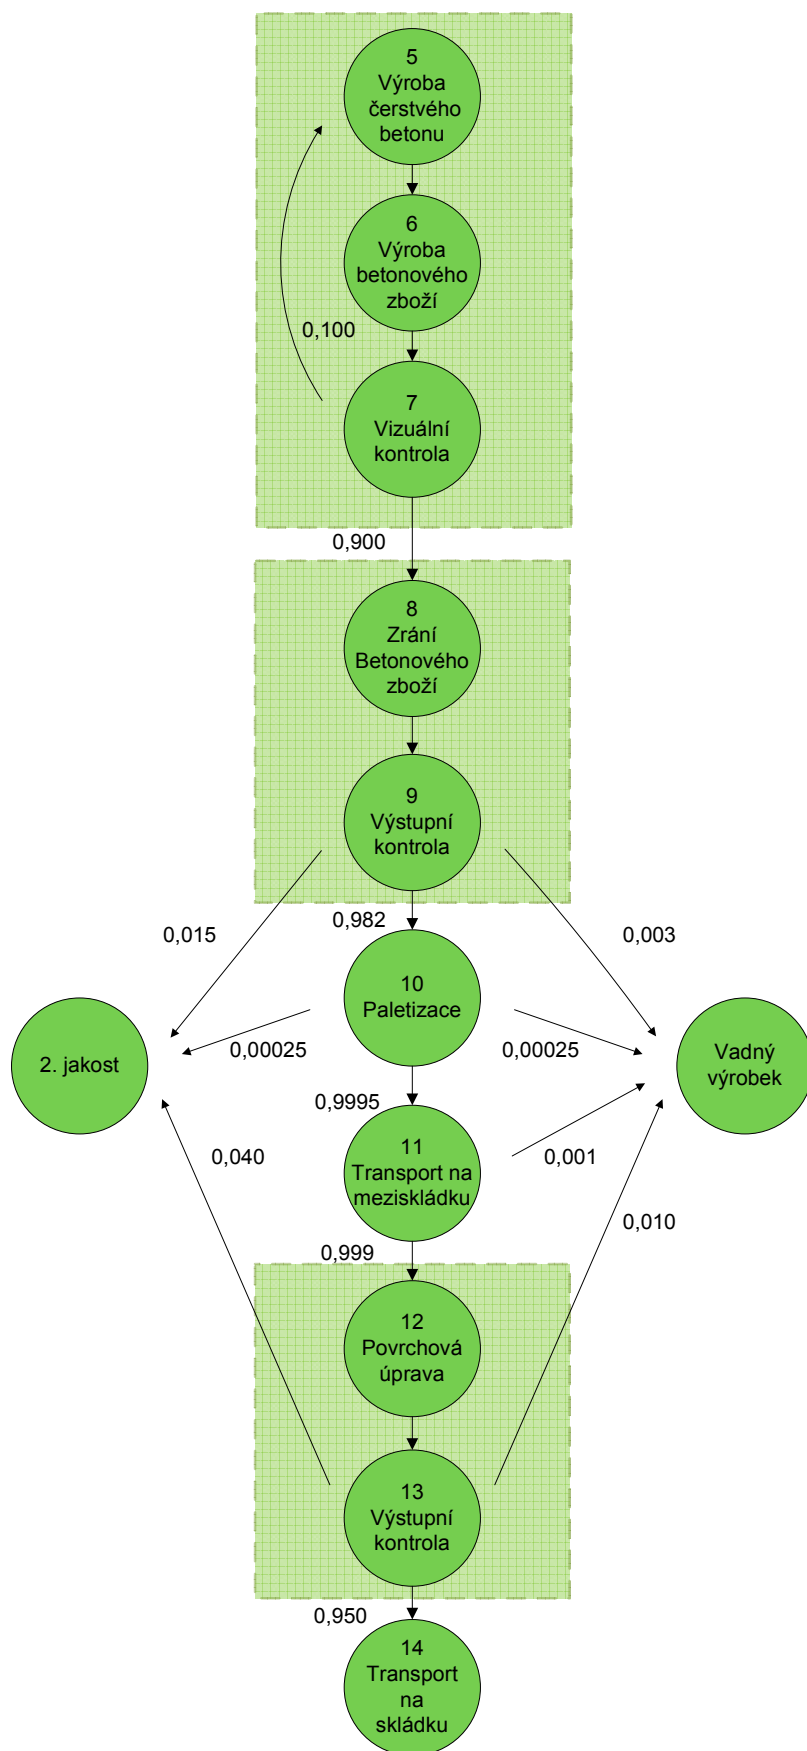 5
Výroba
čerstvého
betonu
6
Výroba
betonového
zboží
0,100
7
Vizuální
kontrola
0,900
8
Zrání
Betonového
zboží
9
Výstupní
kontrola
0,015
0,982
0,003
10
Paletizace
2. jakost
0,00025
0,00025
Vadný
výrobek
0,9995
11
Transport na
meziskládku
0,040
0,001
0,010
0,999
12
Povrchová
úprava
13
Výstupní
kontrola
0,950
14
Transport
na
skládku